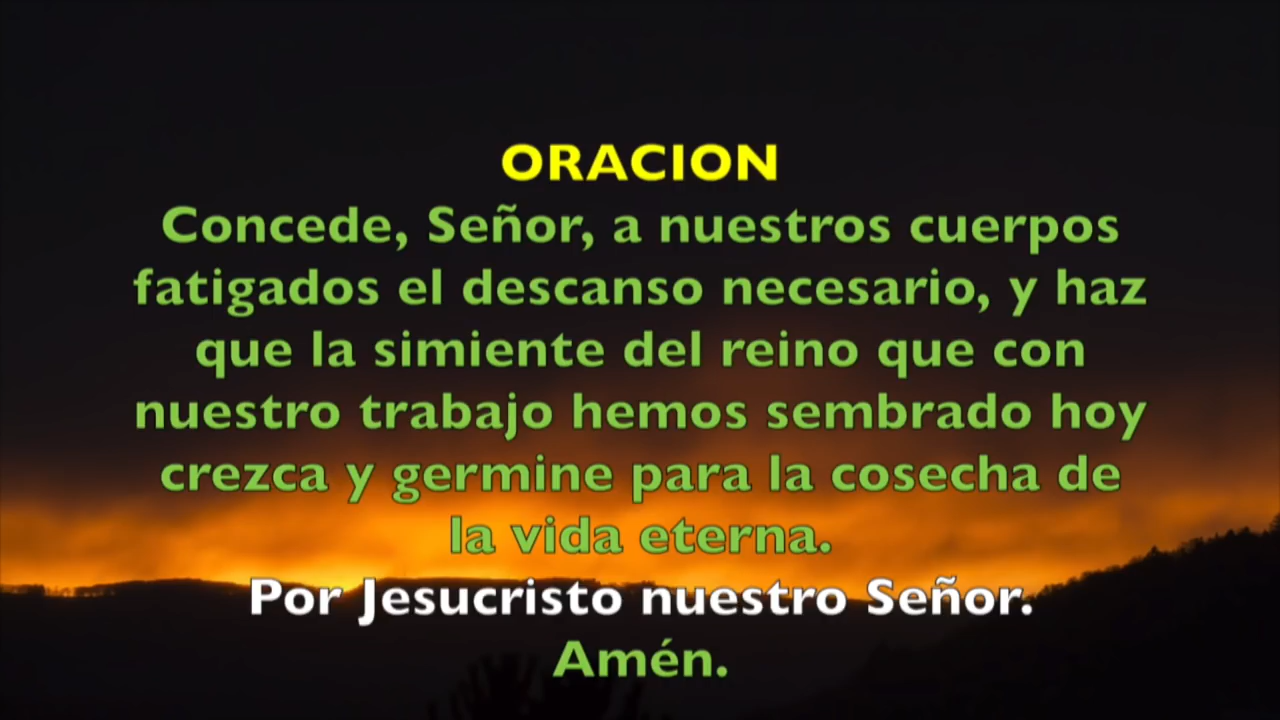 ORACION
Concede, Señor, a nuestros cuerpos
fatigados el descanso necesario, y haz
que la simiente del reino que con
nuestro trabajo hemos sembrado hoy
crezca y germine para la cosecha de
la vida eterna.
Por Jesucristo nuestro Señor.
Amén.